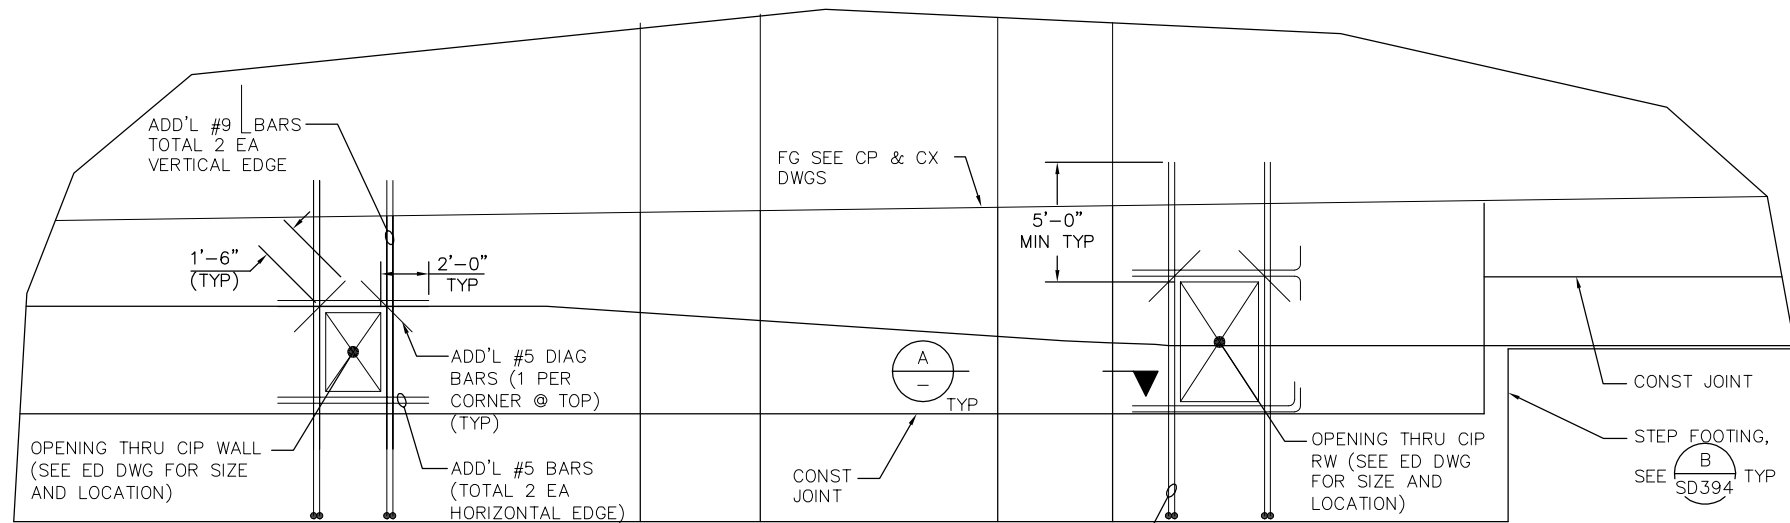 ADD'L #9 BARS
TOTAL 2 EA
VERTICAL EDGE
FG SEE CP & CX
DWGS
5'-0"
MIN TYP
1'-6"
(TYP)
2'-0"
TYP
ADD'L #5 DIAG
BARS (1 PER
CORNER @ TOP)
(TYP)
A
-
TYP
CONST JOINT
OPENING THRU CIP WALL
(SEE ED DWG FOR SIZE
AND LOCATION)
ADD'L #5 BARS
(TOTAL 2 EA
HORIZONTAL EDGE)
CONST
JOINT
OPENING THRU CIP
RW (SEE ED DWG
FOR SIZE AND
LOCATION)
STEP FOOTING,
SEE B SD394 TYP